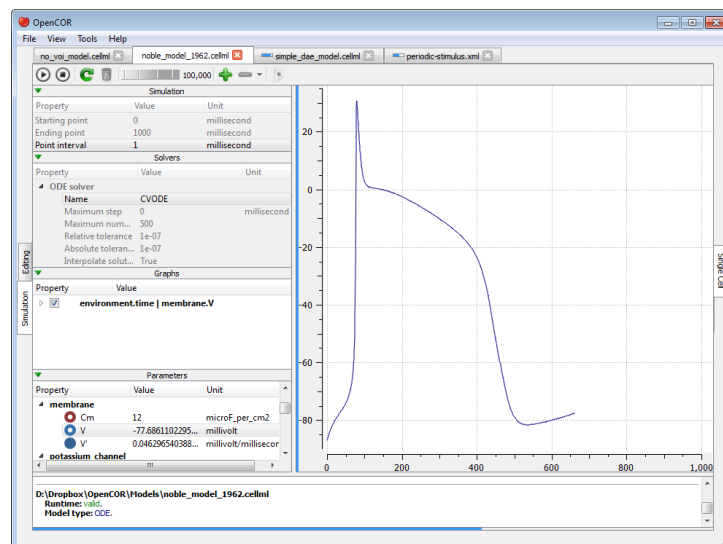 OpenCOR
File View Tools Help
no_voi_model.cellml noble_model_1962.cellml simple_dae_model.cellml periodic-stimulus.xml
100,000
Simulation
Property Value Unit
Starting point 0 millisecond
Ending point 1000 millisecond
Point interval 1 millisecond
Solvers
Property Value Unit
ODE solver
Name CVODE
Maximum step 0 millisecond
Maximum num... 500
Relative tolerance 1e-07
Absolute toleran... 1e-07
Interpolate solut... True
Graphs
Property Value
environment.time | membrane.V
Parameters
Property Value Unit
membrane
Cm 12 microF_per_cm2
V -77.6861102295... millivolt
V' 0.046296540388... millivolt/millisecor
potassium channel
Editing
Simulation
20
0
-20
-40
-60
-80
0 200 400 600 800 1,000
Single Cell
D:\Dropbox\OpenCOR\Models\noble_model_1962.cellml
Runtime: valid.
Model type: ODE.